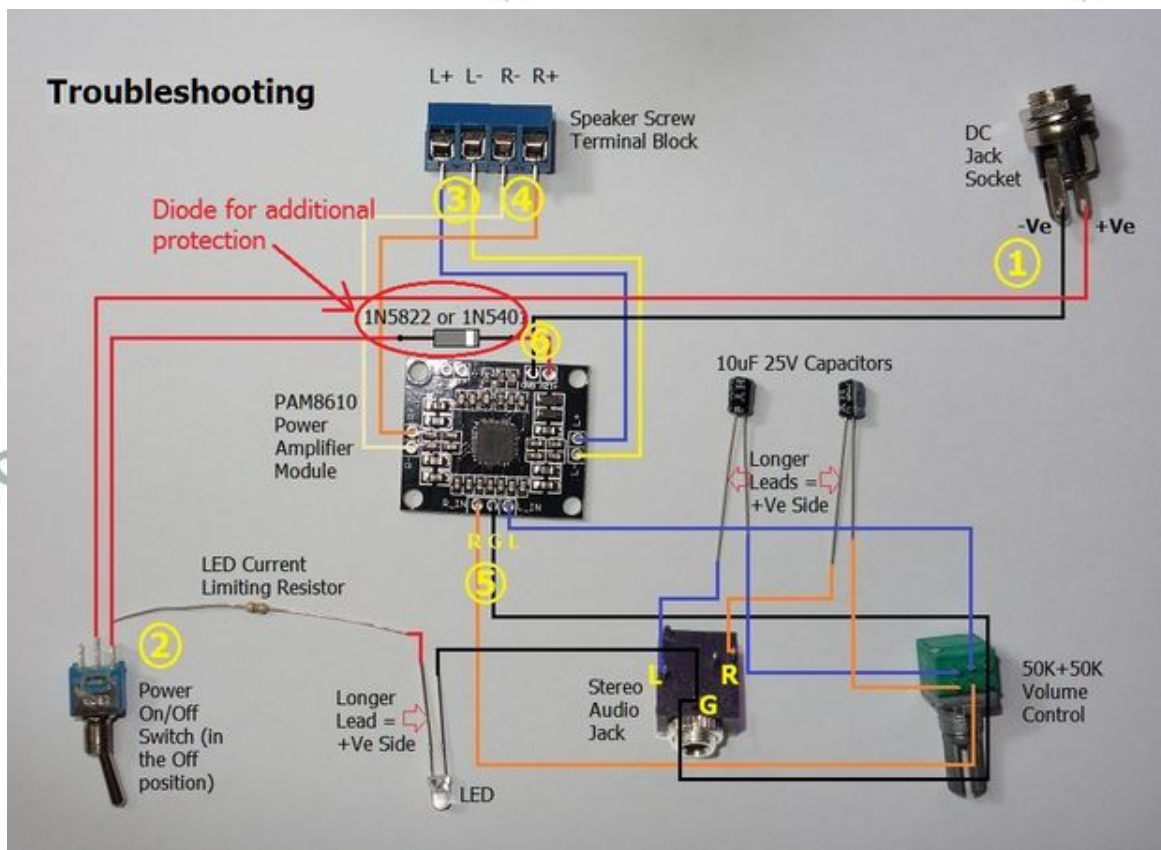 Troubleshooting
L+ L- R- R+
Speaker Screw
Terminal Block
DC
Jack
Socket
-Ve
+Ve
Diode for additional
protection
1
2
3
4
5
6
1N5822 or 1N540
PAM8610
Power
Amplifier
Module
10uF 25V Capacitors
Longer
Leads =
+Ve Side
L+
R_IN
L_IN
R G L
LED Current
Limiting Resistor
Power
On/Off
Switch (in
the Off
position)
Longer
Lead =
+Ve Side
LED
Stereo
Audio
Jack
L
R
G
50K+50K
Volume
Control